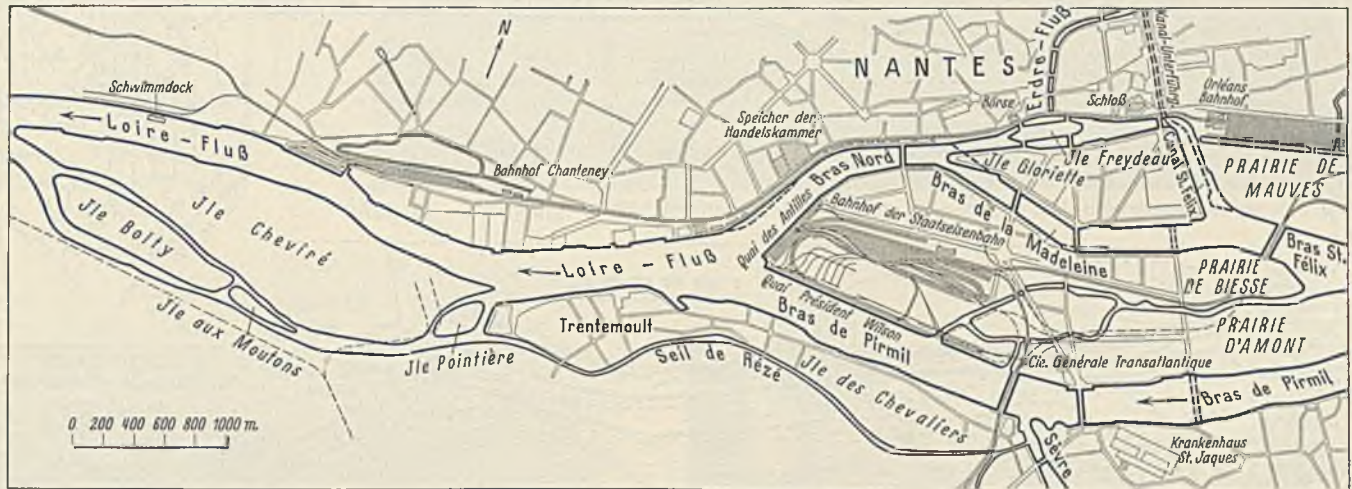 N
NANTES
Erdre-Fluß
Kanal-Unterführg.
Orléans
Bahnhof
Schwimmdock
Börse
Schloß
Speicher der
Handelskammer
Loire-Fluß
Bahnhof Chanteney
Bras Nord
Jle Gloriette
Jle Freydeau
Canal St. Félix
PRAIRIE DE
MAUVES
Jle Boity
Jle Cheviré
Quai des Antilles
Bahnhof der Staatseisenbahn
Bras de la Madeleine
Bras St.
Félix
Loire-Fluß
PRAIRIE
DE BIESSE
Jle aux Moutons
Jle Pointière
Trentemoult
Quai Président Wilson
Bras de Pirmil
PRAIRIE
D'AMONT
Seil de Rézé
Jle des Chevaliers
Cie. Générale Transatlantique
Bras de Pirmil
0 200 400 600 800 1000 m.
Sèvre
Krankenhaus
St. Jaques